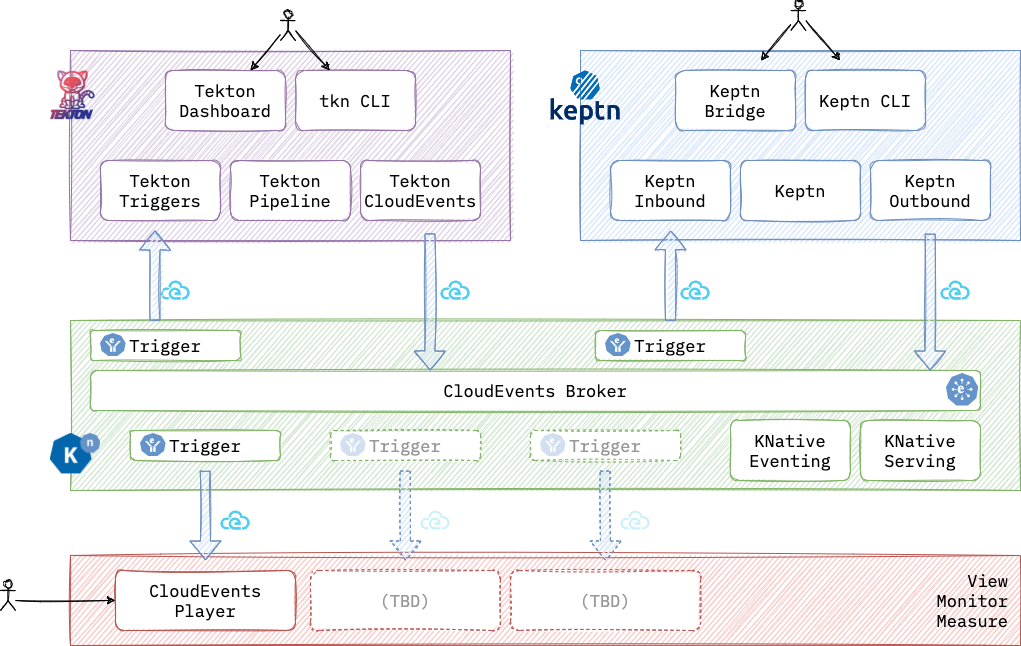 Tekton
Dashboard
tkn CLI
TEKTON
Tekton
Triggers
Tekton
Pipeline
Tekton
CloudEvents
keptn
Keptn
Bridge
Keptn CLI
Keptn
Inbound
Keptn
Keptn
Outbound
e
e
e
e
e Trigger
e Trigger
CloudEvents Broker
e
K
n
e Trigger
e Trigger
e Trigger
KNative
Eventing
KNative
Serving
e
e
e
CloudEvents
Player
(TBD)
(TBD)
View
Monitor
Measure